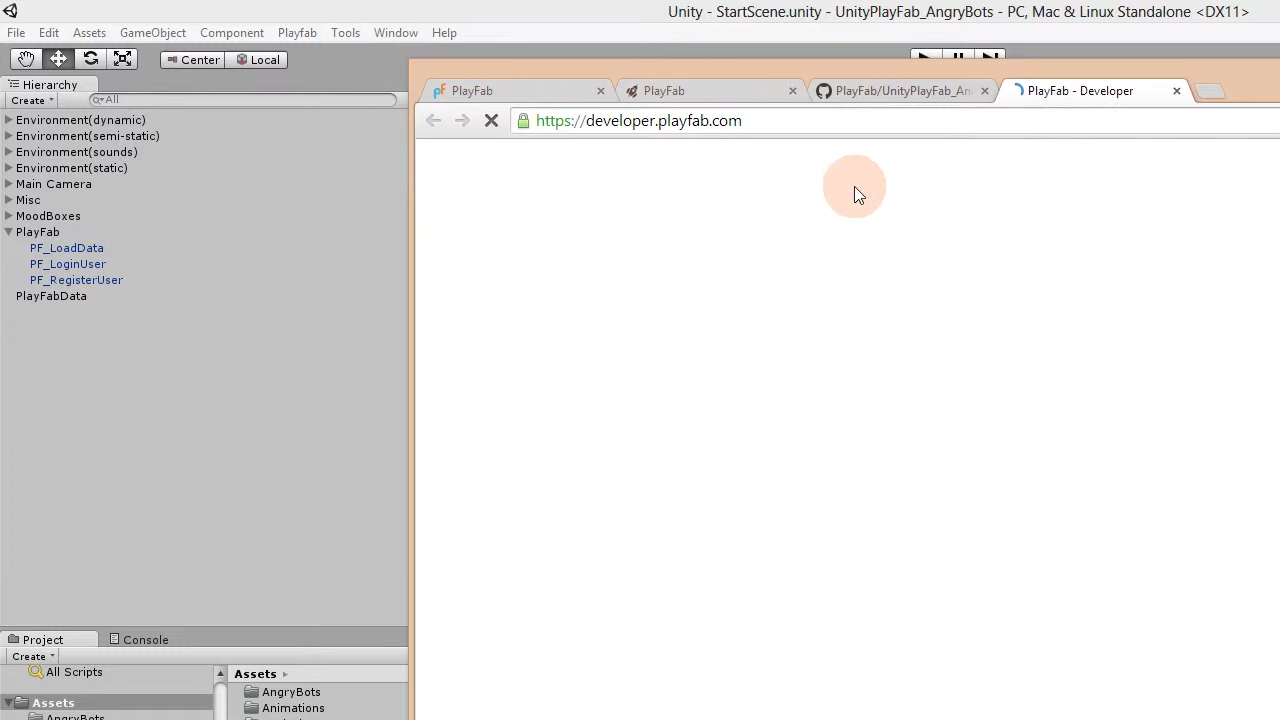 Unity - StartScene.unity - UnityPlayFab_AngryBots - PC, Mac & Linux Standalone <DX11>
File Edit Assets GameObject Component Playfab Tools Window Help
Center Local
Hierarchy
Create All
Environment(dynamic)
Environment(semi-static)
Environment(sounds)
Environment(static)
Main Camera
Misc
MoodBoxes
PlayFab
PF_LoadData
PF_LoginUser
PF_RegisterUser
PlayFabData
PlayFab PlayFab PlayFab/UnityPlayFab_An PlayFab - Developer
https://developer.playfab.com
Project Console
Create
All Scripts
Assets
AngryBots
Assets
AngryBots
Animations